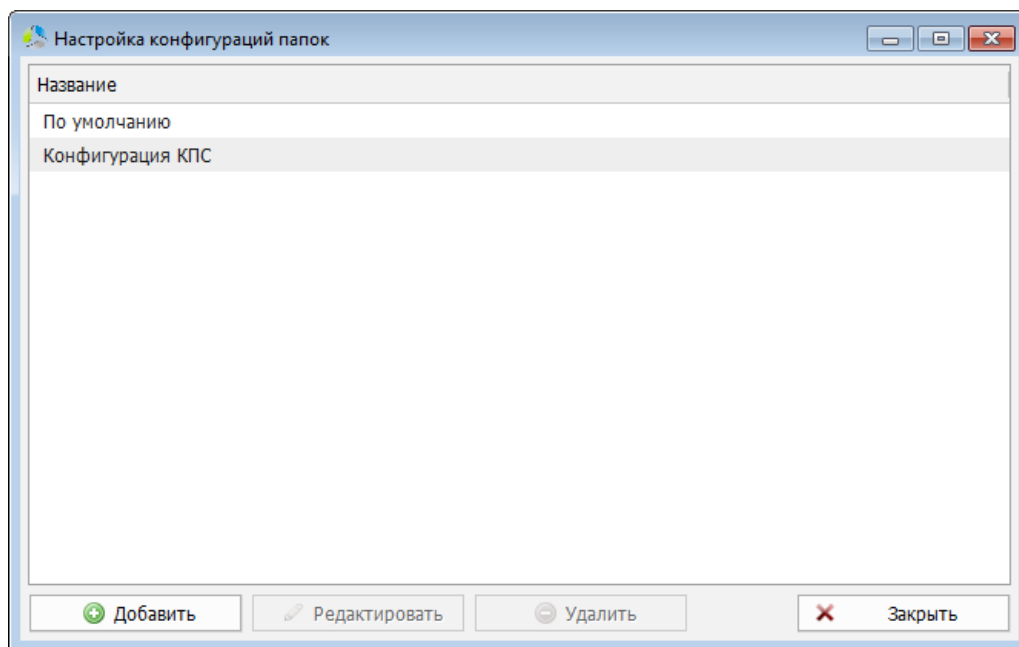 Настройка конфигураций папок
Название
По умолчанию
Конфигурация КПС
Добавить Редактировать Удалить Закрыть